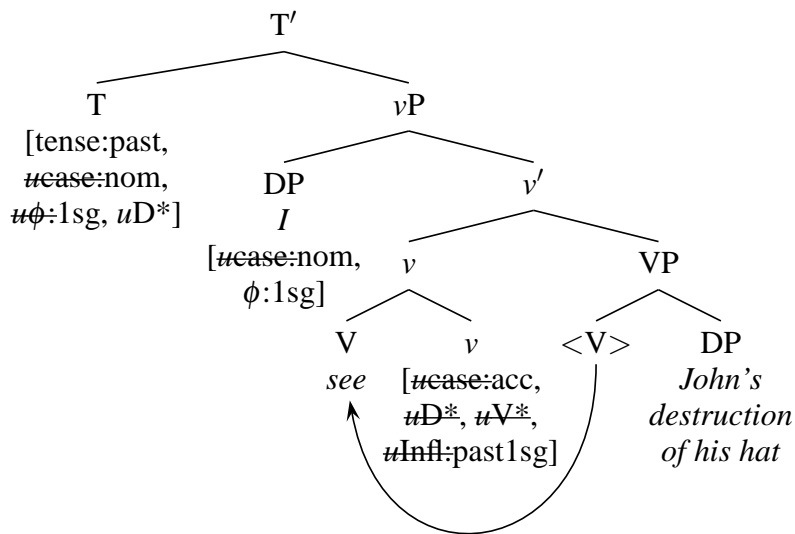 T′
T vP
[tense:past,
ucase:nom,
uϕ:1sg, uD*]
DP v′
I
[ucase:nom,
ϕ:1sg]
v VP
V v <V> DP
see [ucase:acc, John's
uD*, uV*, destruction
uInfl:past1sg] of his hat